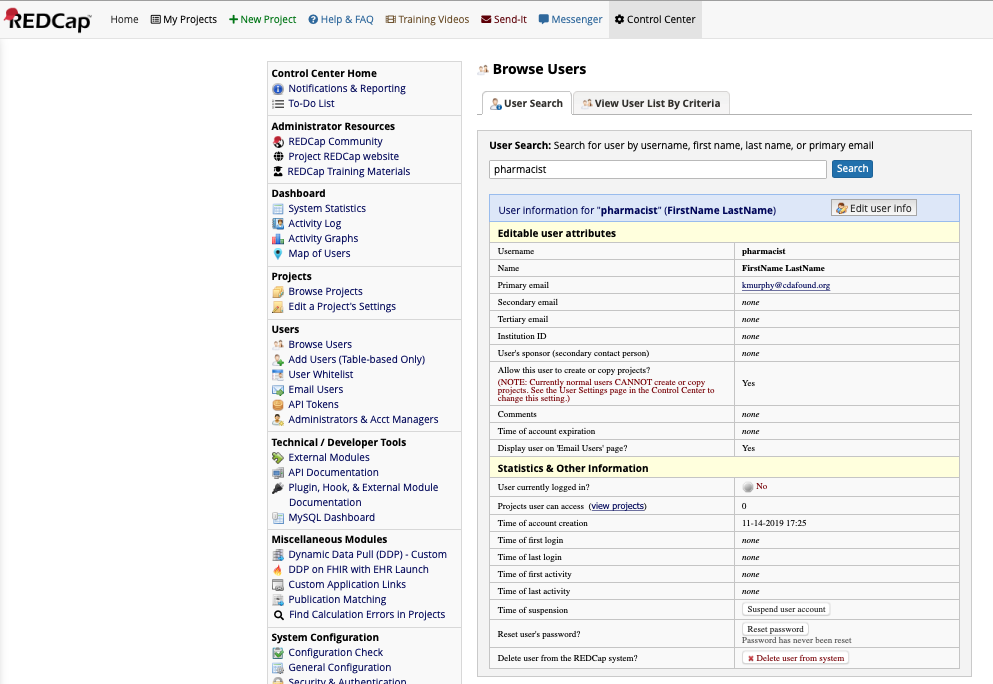 REDCap
Home My Projects New Project Help & FAQ Training Videos Send-It Messenger Control Center
Control Center Home
Notifications & Reporting
To-Do List
Administrator Resources
REDCap Community
Project REDCap website
REDCap Training Materials
Dashboard
System Statistics
Activity Log
Activity Graphs
Map of Users
Projects
Browse Projects
Edit a Project's Settings
Users
Browse Users
Add Users (Table-based Only)
User Whitelist
Email Users
API Tokens
Administrators & Acct Managers
Technical / Developer Tools
External Modules
API Documentation
Plugin, Hook, & External Module
Documentation
MySQL Dashboard
Miscellaneous Modules
Dynamic Data Pull (DDP) - Custom
DDP on FHIR with EHR Launch
Custom Application Links
Publication Matching
Find Calculation Errors in Projects
System Configuration
Configuration Check
General Configuration
Security & Authentication
Browse Users
User Search View User List By Criteria
User Search: Search for user by username, first name, last name, or primary email
pharmacist Search
User information for "pharmacist" (FirstName LastName) Edit user info
Editable user attributes
Username pharmacist
Name FirstName LastName
Primary email kmurphy@cdafound.org
Secondary email none
Tertiary email none
Institution ID none
User's sponsor (secondary contact person) none
Allow this user to create or copy projects?
(NOTE: Currently normal users CANNOT create or copy
projects. See the User Settings page in the Control Center to
change this setting.)
Yes
Comments none
Time of account expiration none
Display user on 'Email Users' page? Yes
Statistics & Other Information
User currently logged in? No
Projects user can access (view projects) 0
Time of account creation 11-14-2019 17:25
Time of first login none
Time of last login none
Time of first activity none
Time of last activity none
Time of suspension Suspend user account
Reset user's password? Reset password
Password has never been reset
Delete user from the REDCap system? Delete user from system